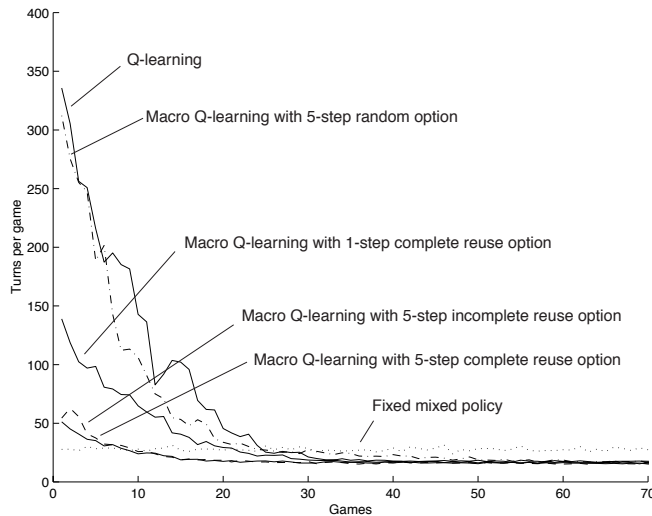 400
350
300
250
200
150
100
50
0
Turns per game
Q-learning
Macro Q-learning with 5-step random option
Macro Q-learning with 1-step complete reuse option
Macro Q-learning with 5-step incomplete reuse option
Macro Q-learning with 5-step complete reuse option
Fixed mixed policy
0 10 20 30 40 50 60 70
Games